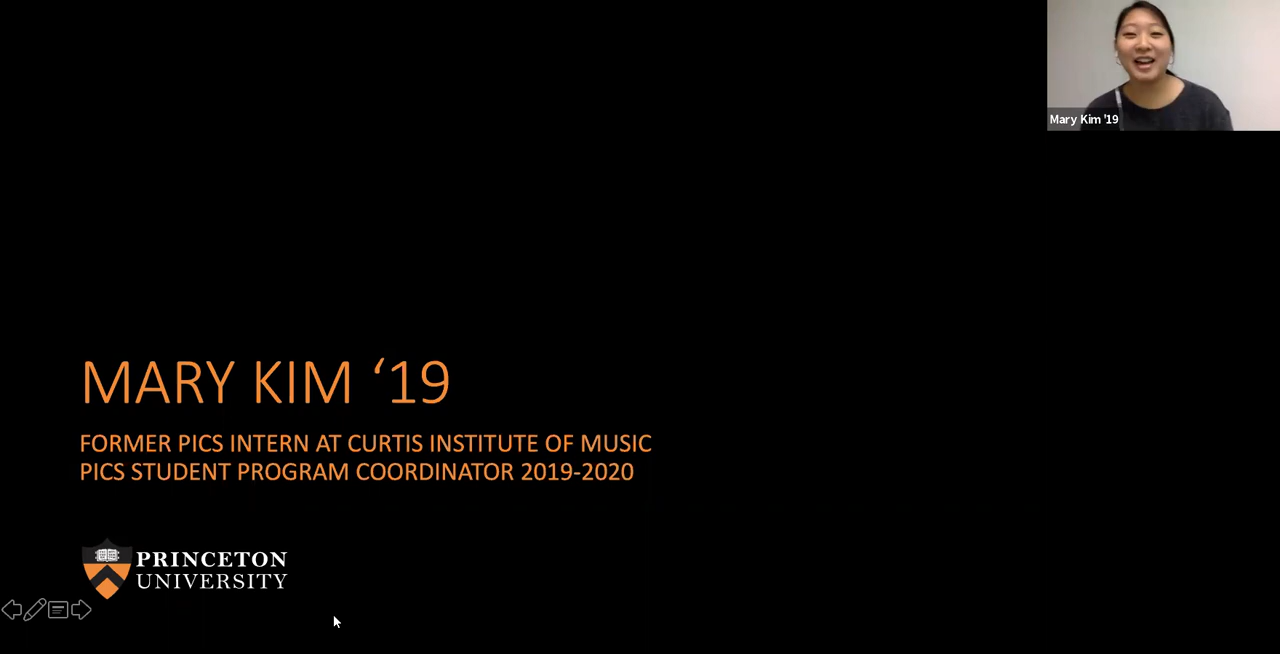 Mary Kim '19
MARY KIM ‘19
FORMER PICS INTERN AT CURTIS INSTITUTE OF MUSIC
PICS STUDENT PROGRAM COORDINATOR 2019-2020
PRINCETON
UNIVERSITY